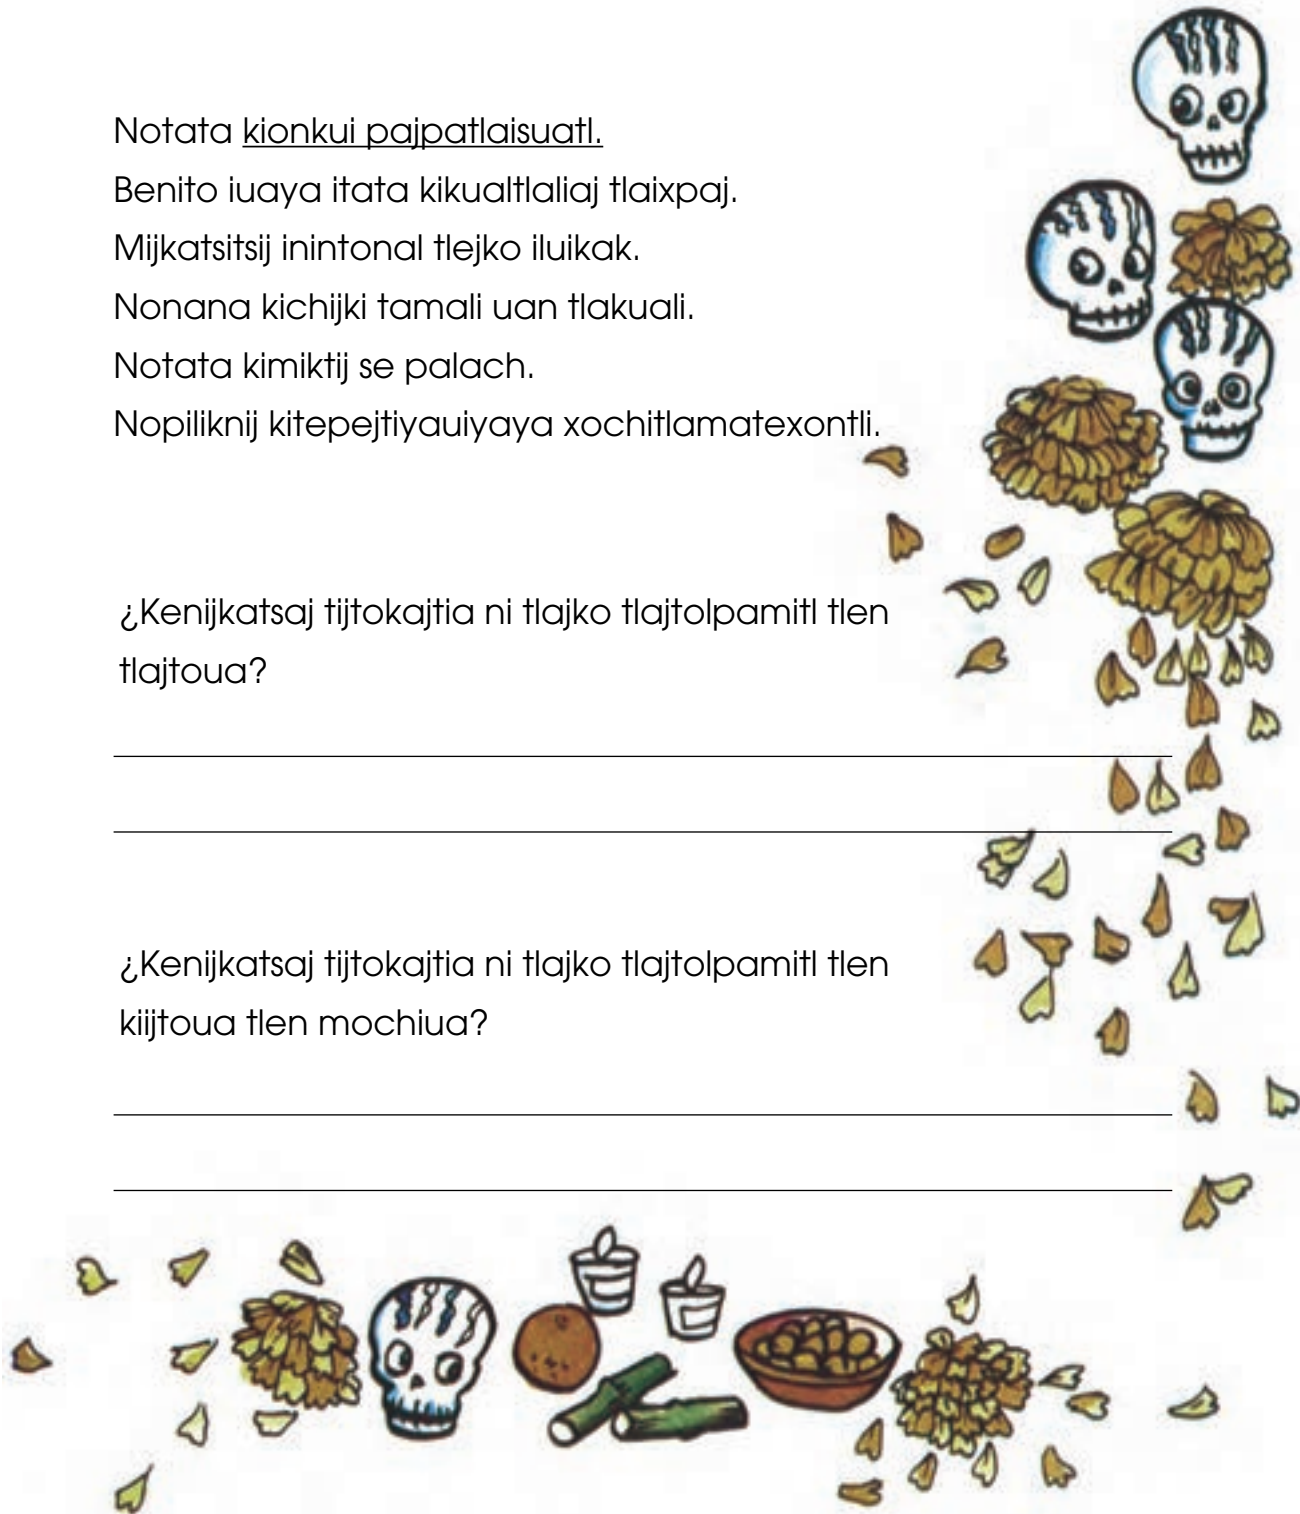 Notata kionkui pajpatlaisuatl.
Benito iuaya itata kikualtlaliaj tlaixpaj.
Mijkatsitsij inintonal tlejko iluikak.
Nonana kichijki tamali uan tlakuali.
Notata kimiktij se palach.
Nopiliknij kitepejtiyauiyaya xochitlamatexontli.
¿Kenijkatsaj tijtokajtia ni tlajko tlajtolpamitl tlen
tlajtoua?
¿Kenijkatsaj tijtokajtia ni tlajko tlajtolpamitl tlen
kiijtoua tlen mochiua?